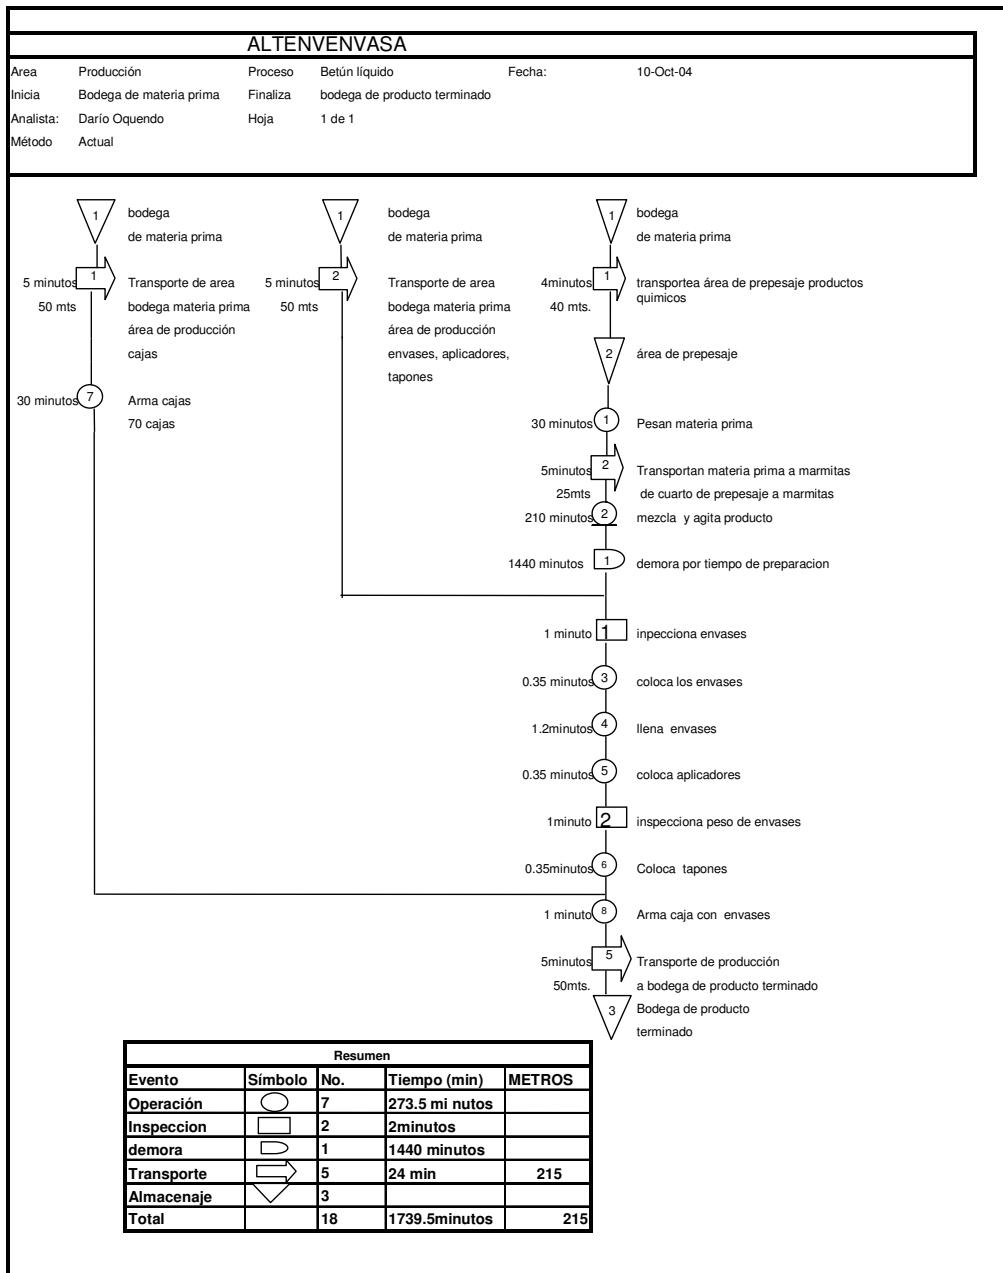 ALTENVENVASA
Area Producción Proceso Betún líquido Fecha: 10-Oct-04
Inicia Bodega de materia prima Finaliza bodega de producto terminado
Analista: Darío Oquendo Hoja 1 de 1
Método Actual
1 bodega
de materia prima
5 minutos 1 Transporte de area
50 mts bodega materia prima
área de producción
cajas
30 minutos 7 Arma cajas
70 cajas
1 bodega
de materia prima
5 minutos 2 Transporte de area
50 mts bodega materia prima
área de producción
envases, aplicadores,
tapones
1 bodega
de materia prima
4minutos 1 transportea área de prepesaje productos
40 mts. quimicos
2 área de prepesaje
30 minutos 1 Pesan materia prima
5minutos 2 Transportan materia prima a marmitas
25mts de cuarto de prepesaje a marmitas
210 minutos 2 mezcla y agita producto
1440 minutos 1 demora por tiempo de preparacion
1 minuto 1 inpecciona envases
0.35 minutos 3 coloca los envases
1.2minutos 4 llena envases
0.35 minutos 5 coloca aplicadores
1minuto 2 inspecciona peso de envases
0.35minutos 6 Coloca tapones
1 minuto 8 Arma caja con envases
5minutos 5 Transporte de producción
50mts. a bodega de producto terminado
3 Bodega de producto
terminado
Resumen
Evento Símbolo No. Tiempo (min) METROS
Operación 7 273.5 mi nutos
Inspeccion 2 2minutos
demora 1 1440 minutos
Transporte 5 24 min 215
Almacenaje 3
Total 18 1739.5minutos 215